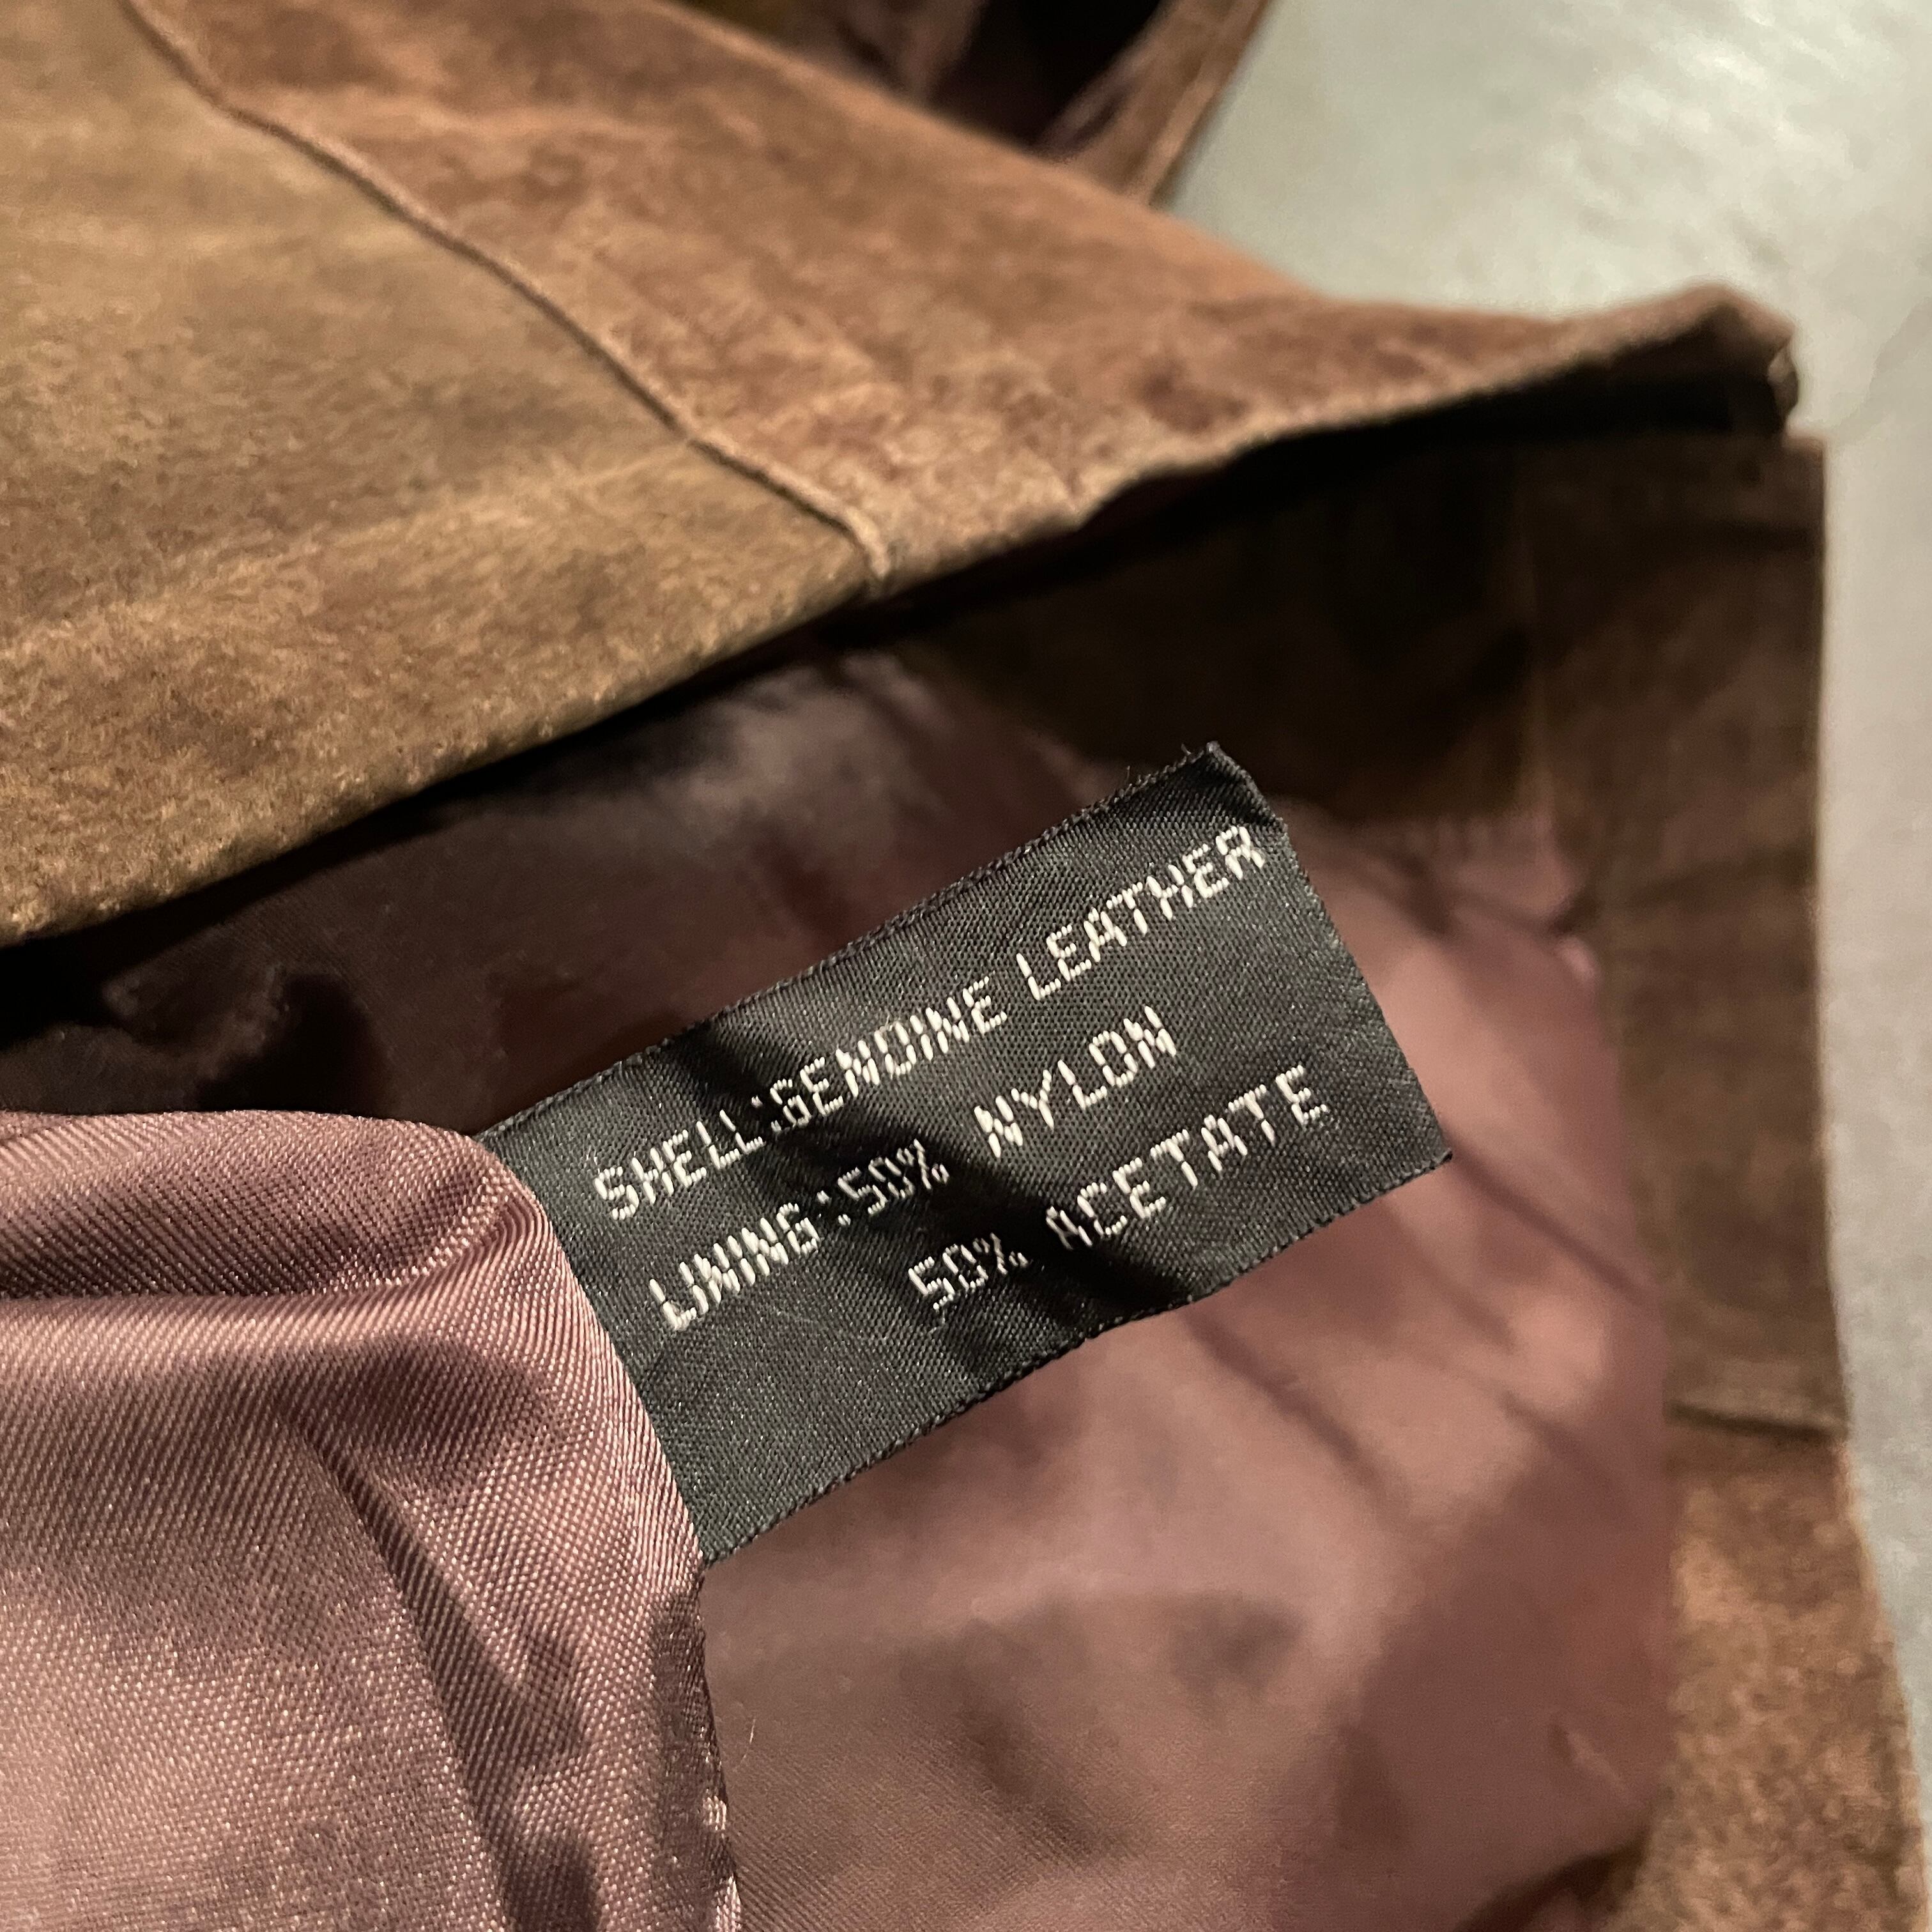 SHELL:GENUINE LEATHER
LINING:50% NYLON
50% ACETATE